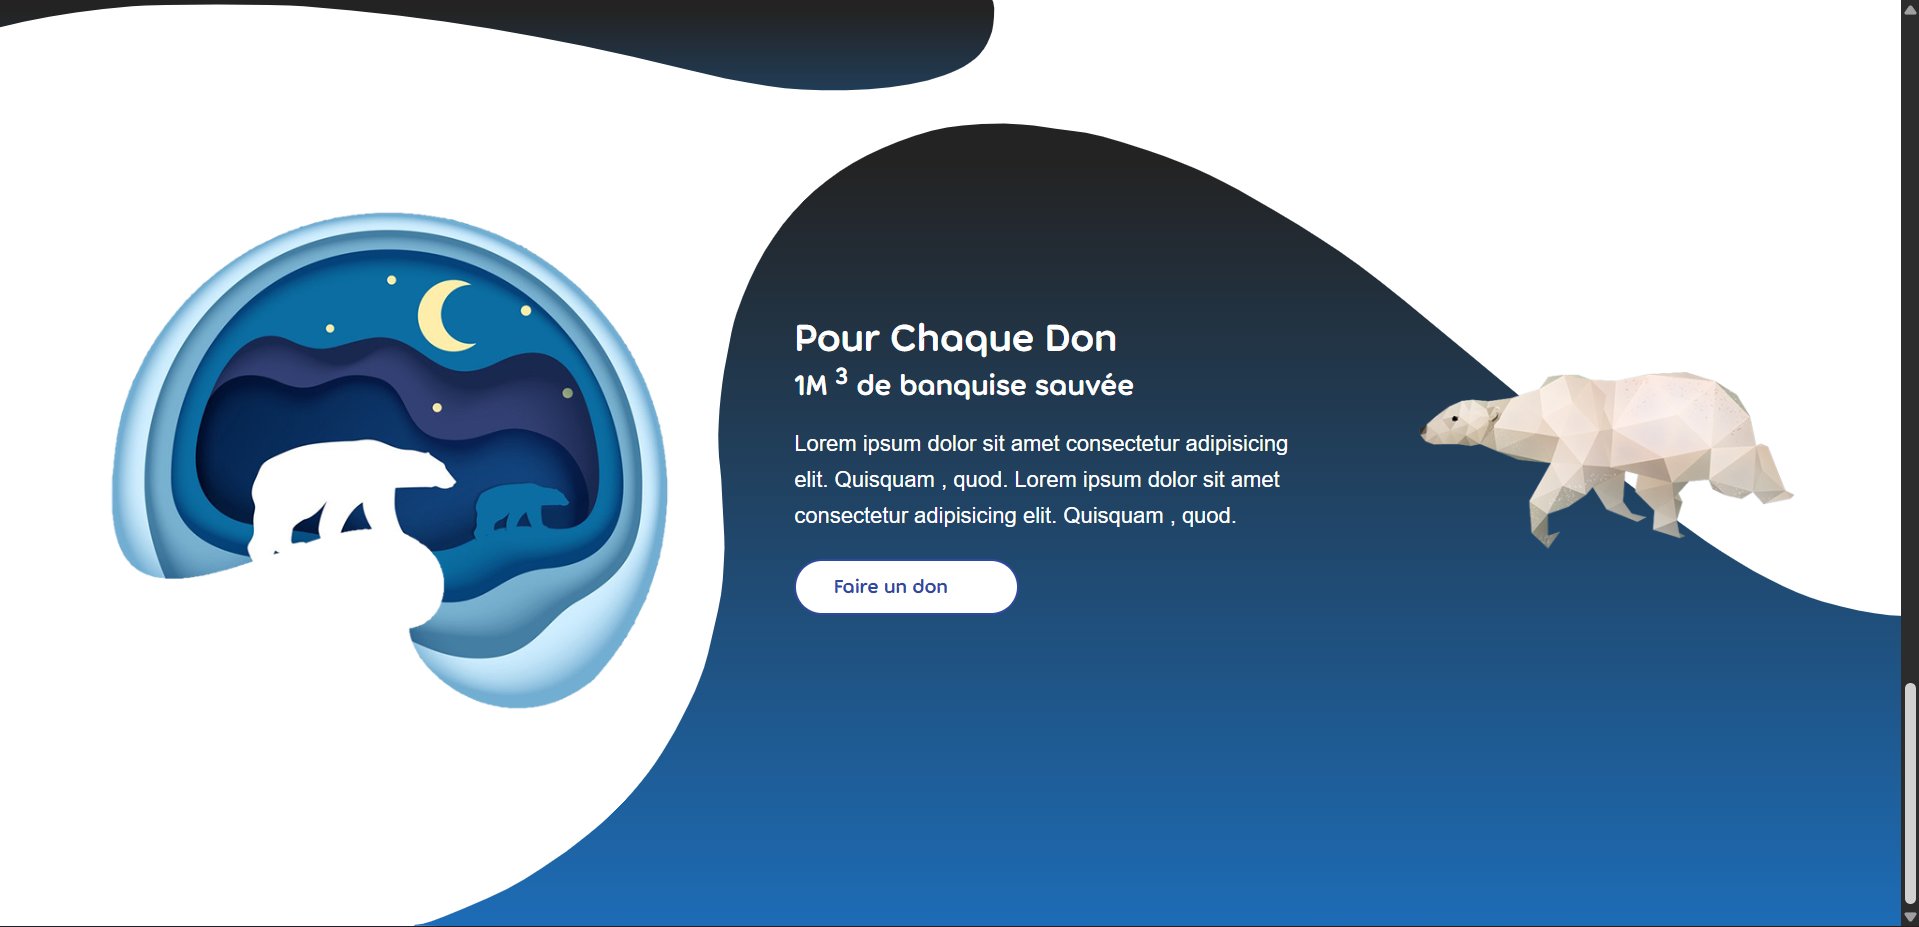 Pour Chaque Don
1M ³ de banquise sauvée
Lorem ipsum dolor sit amet consectetur adipisicing
elit. Quisquam , quod. Lorem ipsum dolor sit amet
consectetur adipisicing elit. Quisquam , quod.
Faire un don